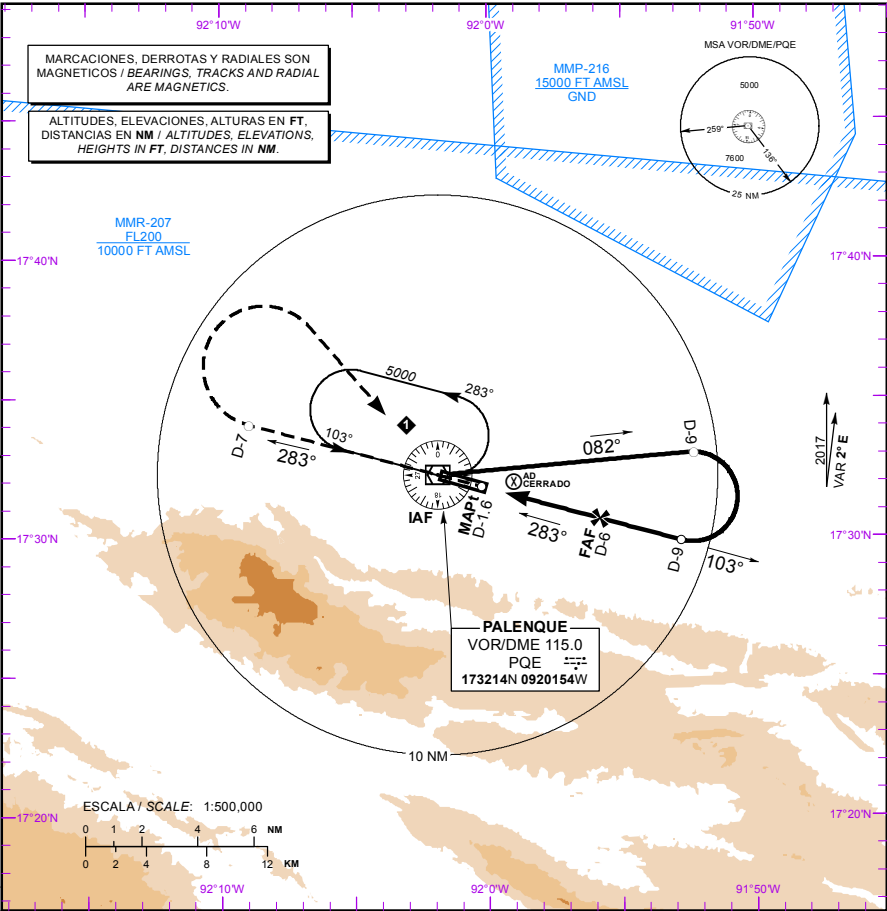 92°10'W
92°0'W
91°50'W
MARCACIONES, DERROTAS Y RADIALES SON
MAGNETICOS / BEARINGS, TRACKS AND RADIAL
ARE MAGNETICS.
ALTITUDES, ELEVACIONES, ALTURAS EN FT,
DISTANCIAS EN NM / ALTITUDES, ELEVATIONS,
HEIGHTS IN FT, DISTANCES IN NM.
MMP-216
15000 FT AMSL
GND
MSA VOR/DME/PQE
5000
259°
136°
7600
25 NM
MMR-207
FL200
10000 FT AMSL
17°40'N
17°40'N
5000
283°
103°
1
D-7
283°
082°
D-9
2017
VAR 2° E
0
27
18
IAF
MAPt
D-1.6
X
AD
CERRADO
283°
FAF
D-6
D-9
103°
17°30'N
17°30'N
PALENQUE
VOR/DME 115.0
PQE
173214N 0920154W
10 NM
17°20'N
17°20'N
ESCALA / SCALE: 1:500,000
0 1 2 4 6 NM
0 2 4 8 12 KM
92°10'W
92°0'W
91°50'W